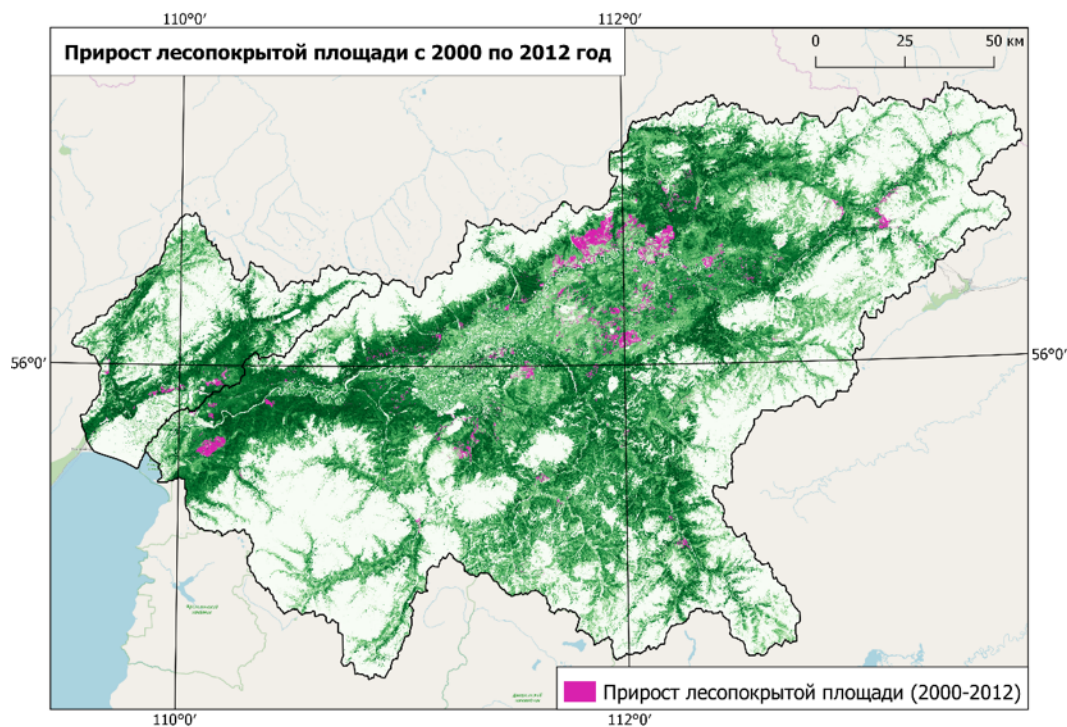 110°0′ 112°0′
Прирост лесопокрытой площади с 2000 по 2012 год
0 25 50 км
56°0′ 56°0′
Прирост лесопокрытой площади (2000-2012)
110°0′ 112°0′